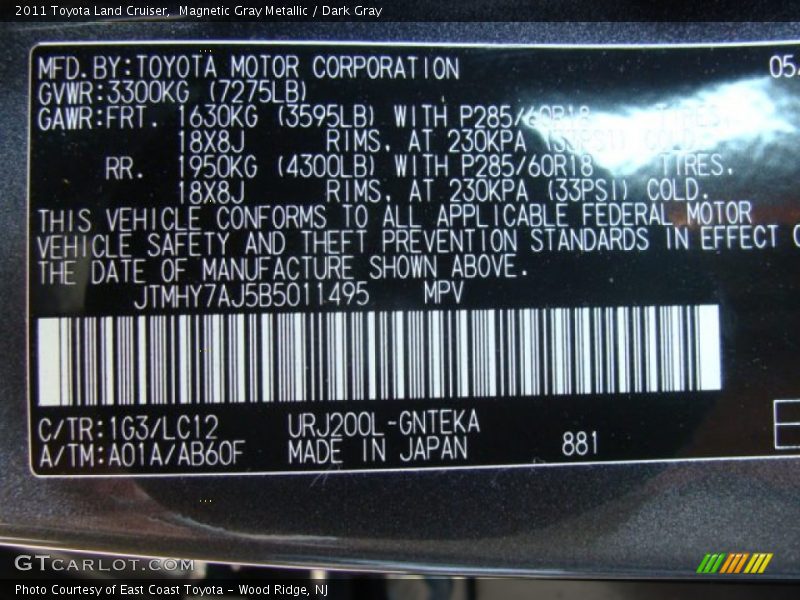 2011 Toyota Land Cruiser,  Magnetic Gray Metallic / Dark Gray
MFD.BY:TOYOTA MOTOR CORPORATION 05
GVWR:3300KG (7275LB)
GAWR:FRT. 1630KG (3595LB) WITH P285/60R18 TIRES,
18X8J RIMS, AT 230KPA (33PSI) COLD.
RR. 1950KG (4300LB) WITH P285/60R18 TIRES,
18X8J RIMS, AT 230KPA (33PSI) COLD.
THIS VEHICLE CONFORMS TO ALL APPLICABLE FEDERAL MOTOR
VEHICLE SAFETY AND THEFT PREVENTION STANDARDS IN EFFECT
THE DATE OF MANUFACTURE SHOWN ABOVE.
JTMHY7AJ5B5011495 MPV
C/TR:1G3/LC12 URJ200L-GNTEKA
A/TM:A01A/AB60F MADE IN JAPAN 881
GTCARLOT.COM
Photo Courtesy of East Coast Toyota - Wood Ridge, NJ